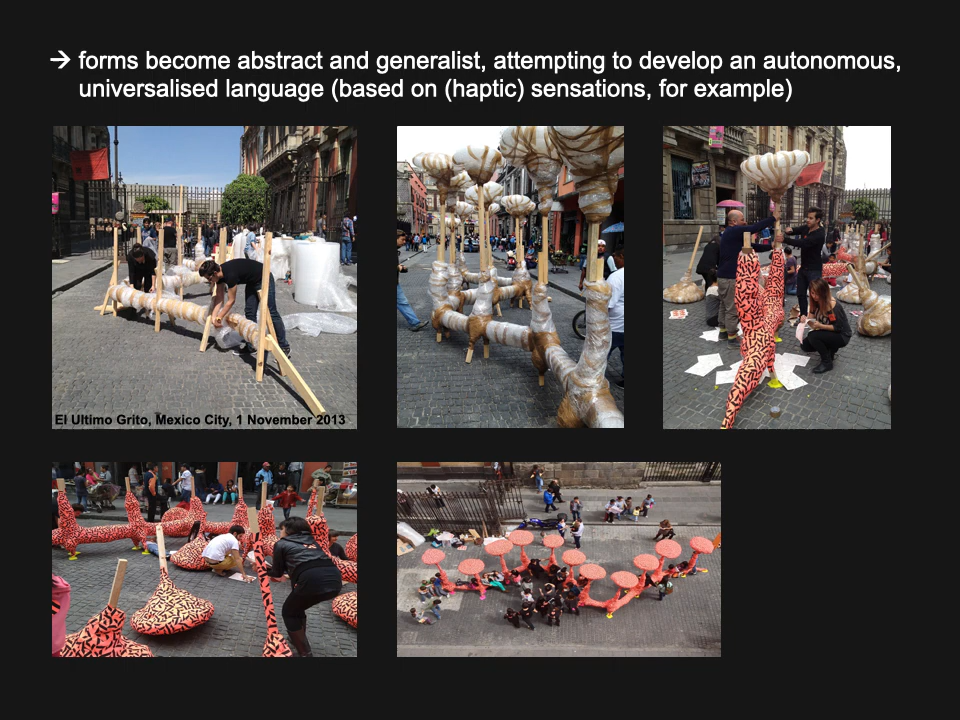 → forms become abstract and generalist, attempting to develop an autonomous,
universalised language (based on (haptic) sensations, for example)
El Ultimo Grito, Mexico City, 1 November 2013